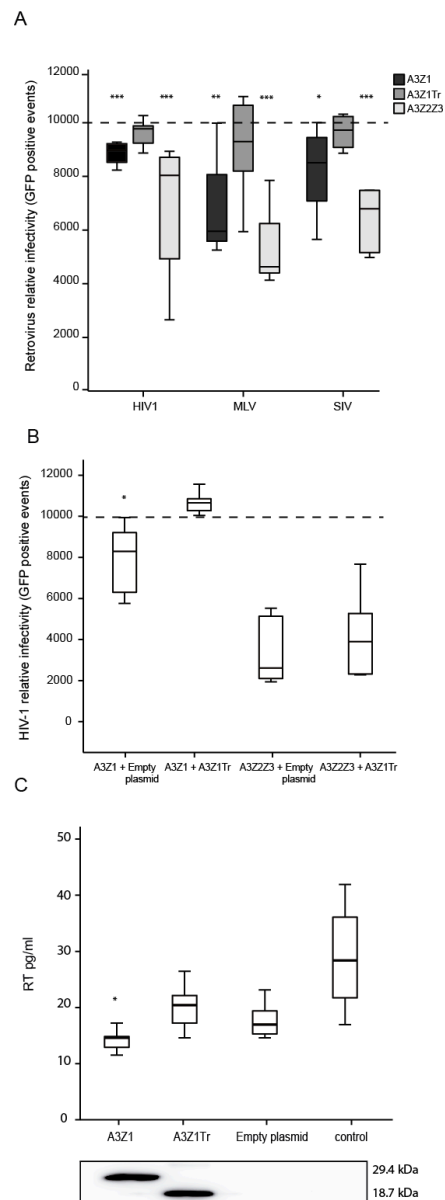 A
Retrovirus relative infectivity (GFP positive events)
12000
10000
8000
6000
4000
2000
0
*** *** ** *** * ***
A3Z1
A3Z1Tr
A3Z2Z3
HIV1 MLV SIV
B
HIV-1 relative infectivity (GFP positive events)
12000
10000
8000
6000
4000
2000
0
*
A3Z1 + Empty plasmid
A3Z1 + A3Z1Tr
A3Z2Z3 + Empty plasmid
A3Z2Z3 + A3Z1Tr
C
RT pg/ml
50
40
30
20
10
0
*
A3Z1 A3Z1Tr Empty plasmid control
29.4 kDa
18.7 kDa